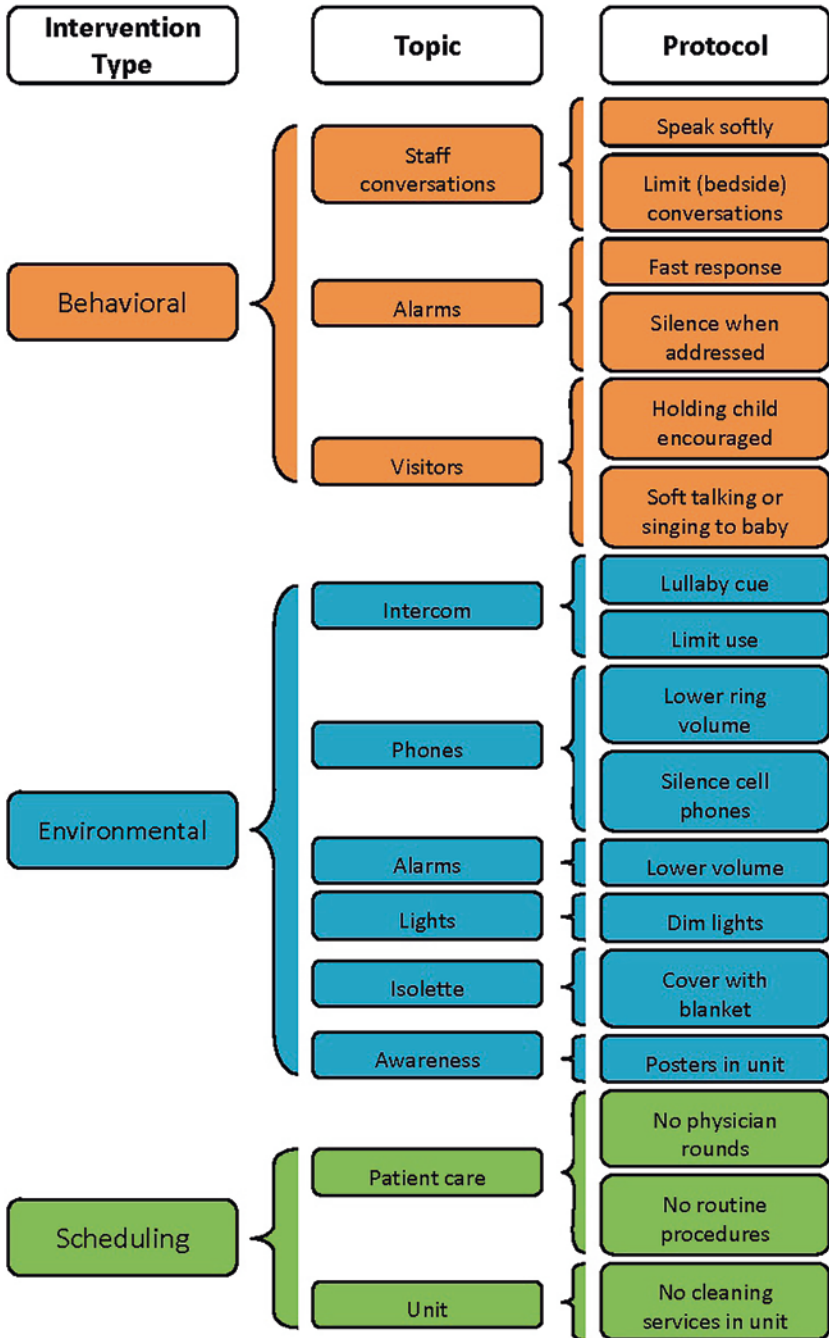 Intervention
Type
Topic
Protocol
Behavioral
Staff
conversations
Speak softly
Limit (bedside)
conversations
Alarms
Fast response
Silence when
addressed
Visitors
Holding child
encouraged
Soft talking or
singing to baby
Environmental
Intercom
Lullaby cue
Limit use
Phones
Lower ring
volume
Silence cell
phones
Alarms
Lower volume
Lights
Dim lights
Isolette
Cover with
blanket
Awareness
Posters in unit
Scheduling
Patient care
No physician
rounds
No routine
procedures
Unit
No cleaning
services in unit